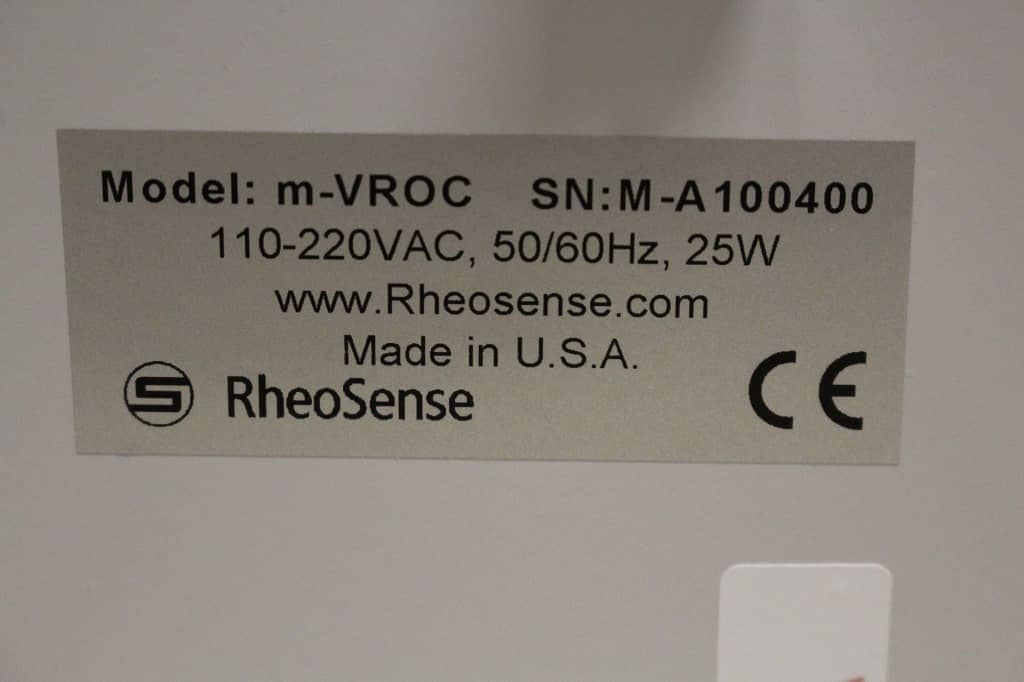 Model: m-VROC SN:M-A100400
110-220VAC, 50/60Hz, 25W
www.Rheosense.com
Made in U.S.A.
RheoSense CE